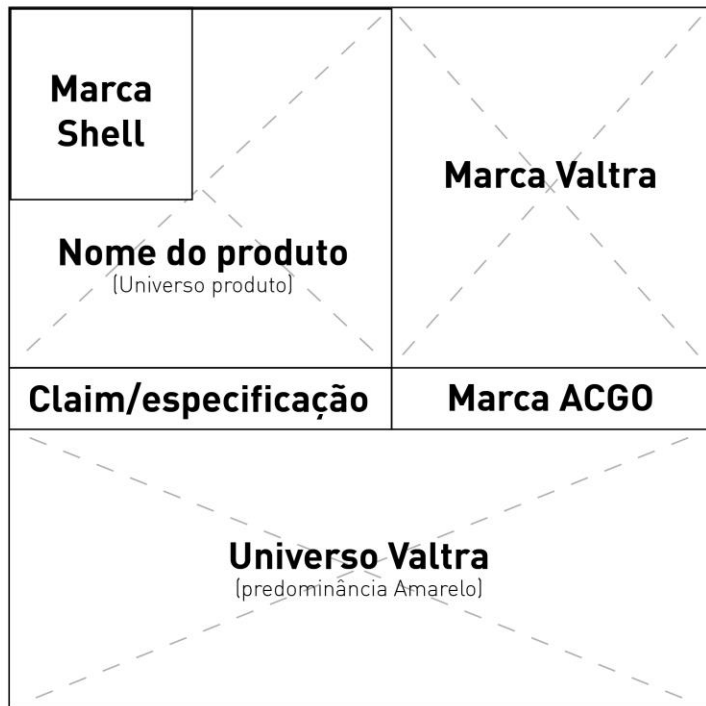 Marca
Shell
Marca Valtra
Nome do produto
(Universo produto)
Claim/especificação
Marca ACGO
Universo Valtra
(predominância Amarelo)